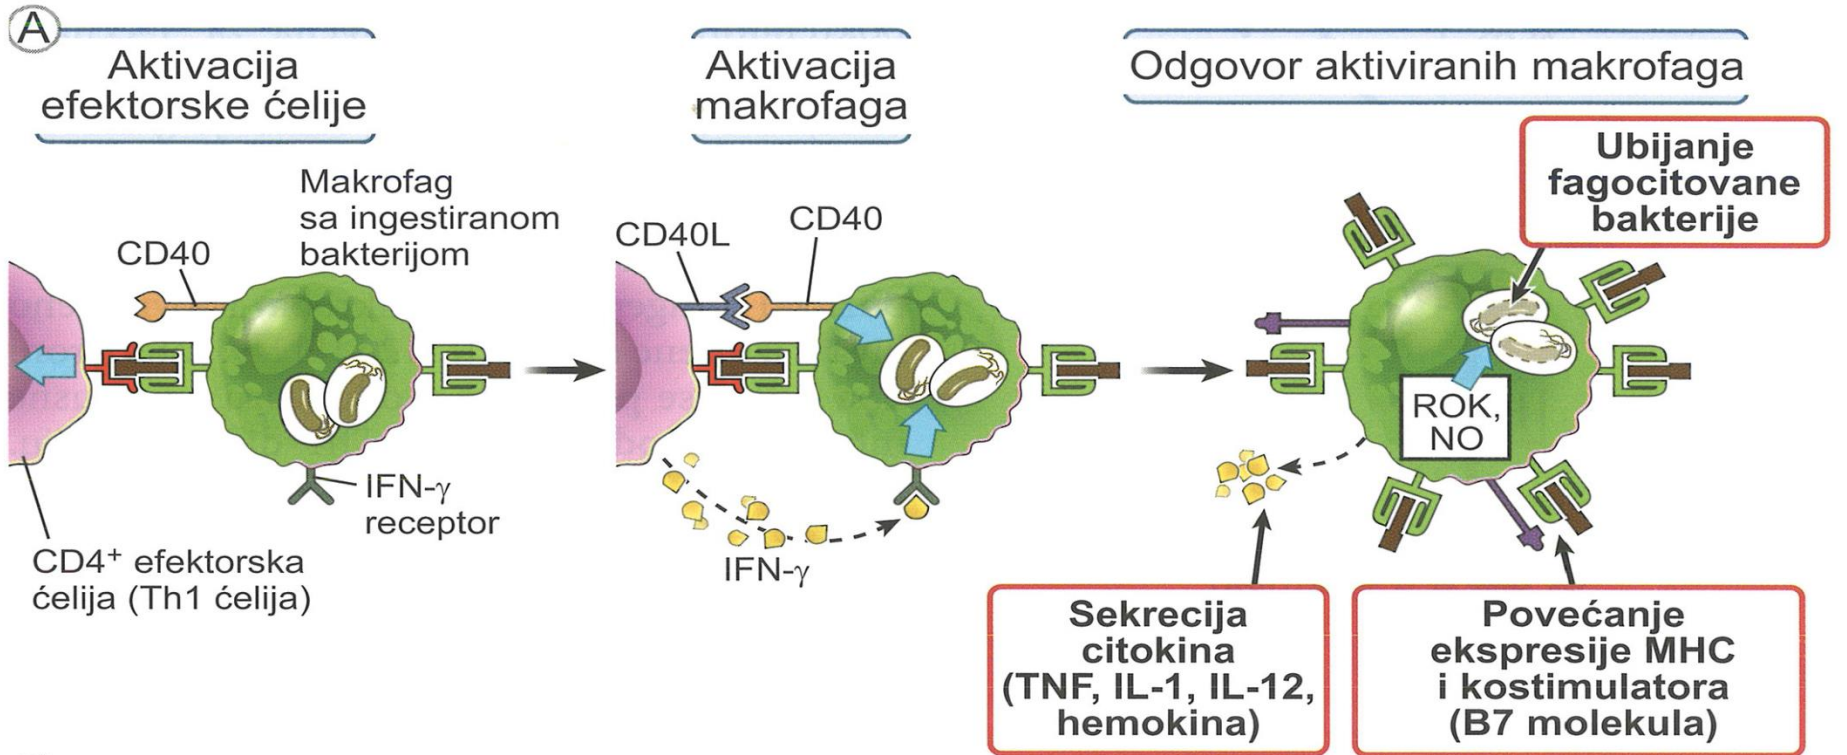 A
Aktivacija
efektorske ćelije
Aktivacija
makrofaga
Odgovor aktiviranih makrofaga
Makrofag
sa ingestiranom
bakterijom
CD40
IFN-γ
receptor
CD4⁺ efektorska
ćelija (Th1 ćelija)
CD40L
CD40
IFN-γ
Ubijanje
fagocitovane
bakterije
ROK,
NO
Sekrecija
citokina
(TNF, IL-1, IL-12,
hemokina)
Povećanje
ekspresije MHC
i kostimulatora
(B7 molekula)